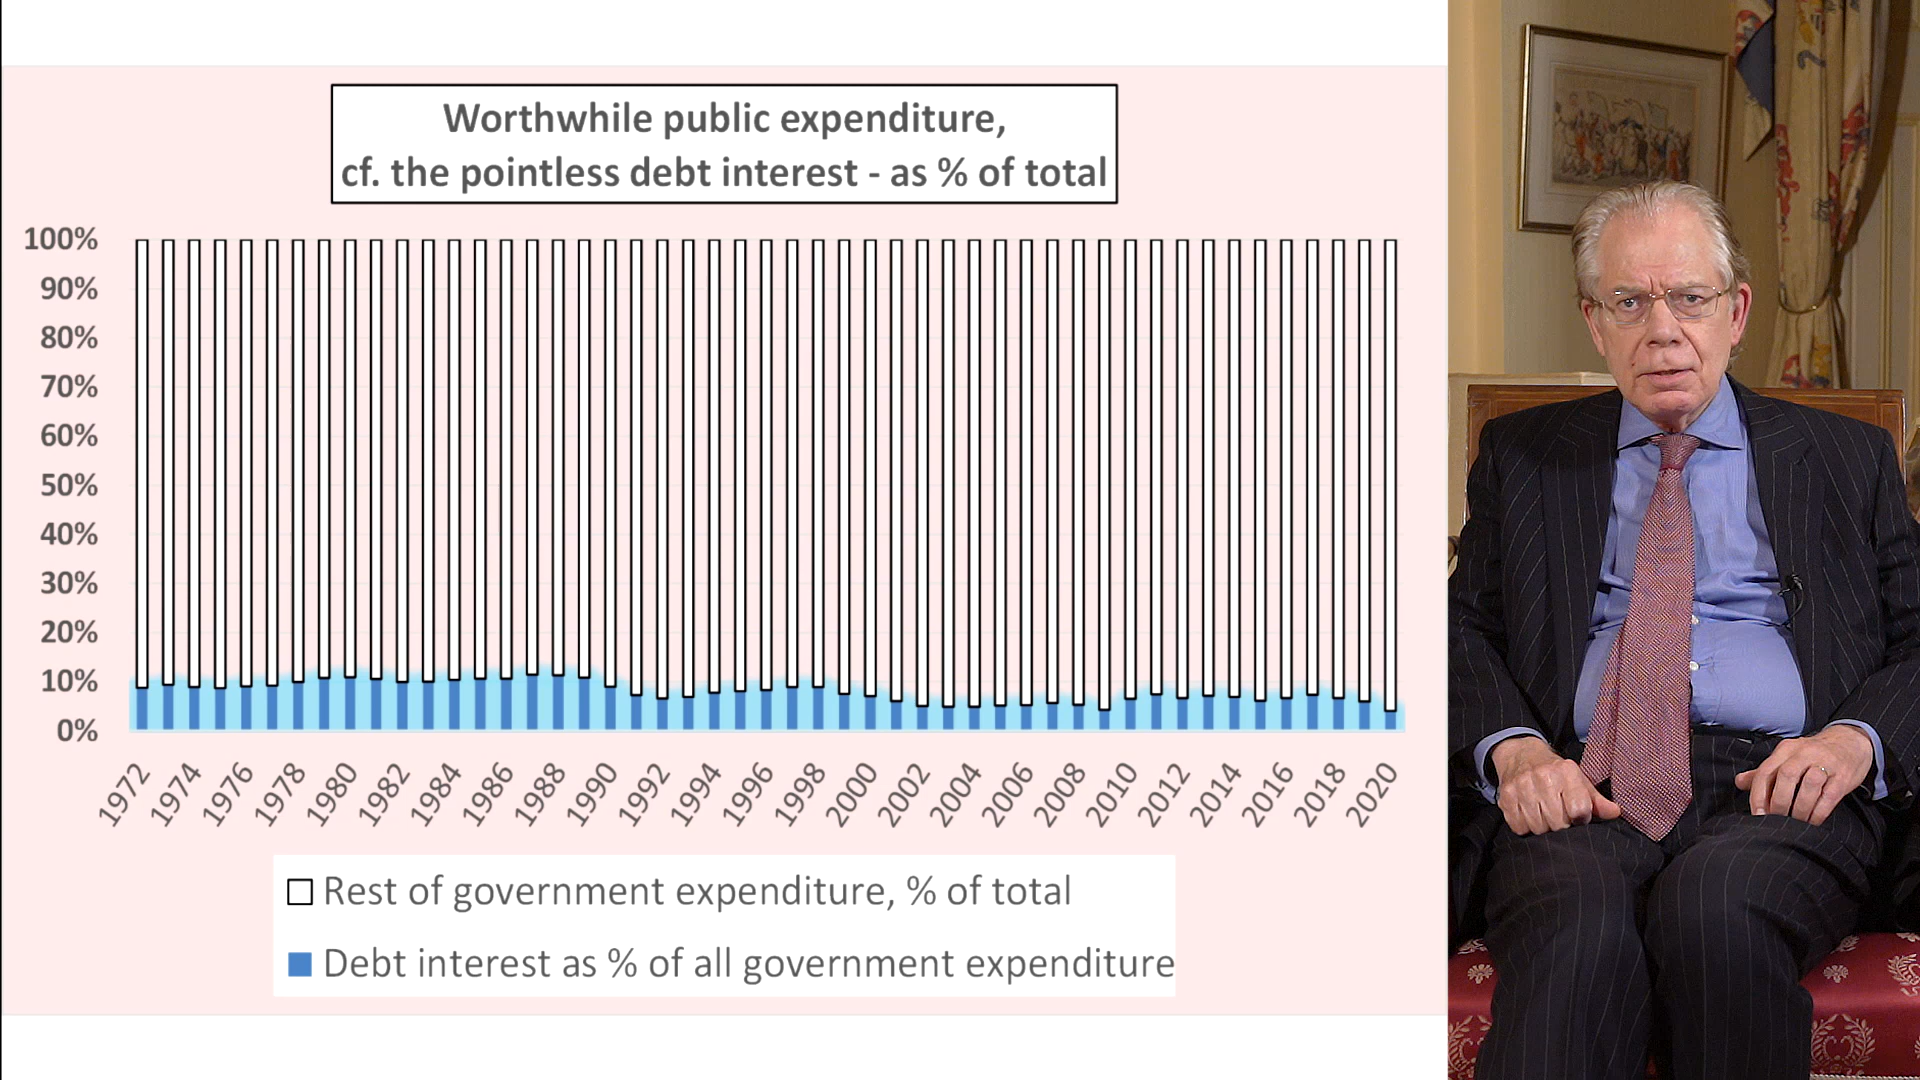 Worthwhile public expenditure,
cf. the pointless debt interest - as % of total
100%
90%
80%
70%
60%
50%
40%
30%
20%
10%
0%
1972 1974 1976 1978 1980 1982 1984 1986 1988 1990 1992 1994 1996 1998 2000 2002 2004 2006 2008 2010 2012 2014 2016 2018 2020
Rest of government expenditure, % of total
Debt interest as % of all government expenditure